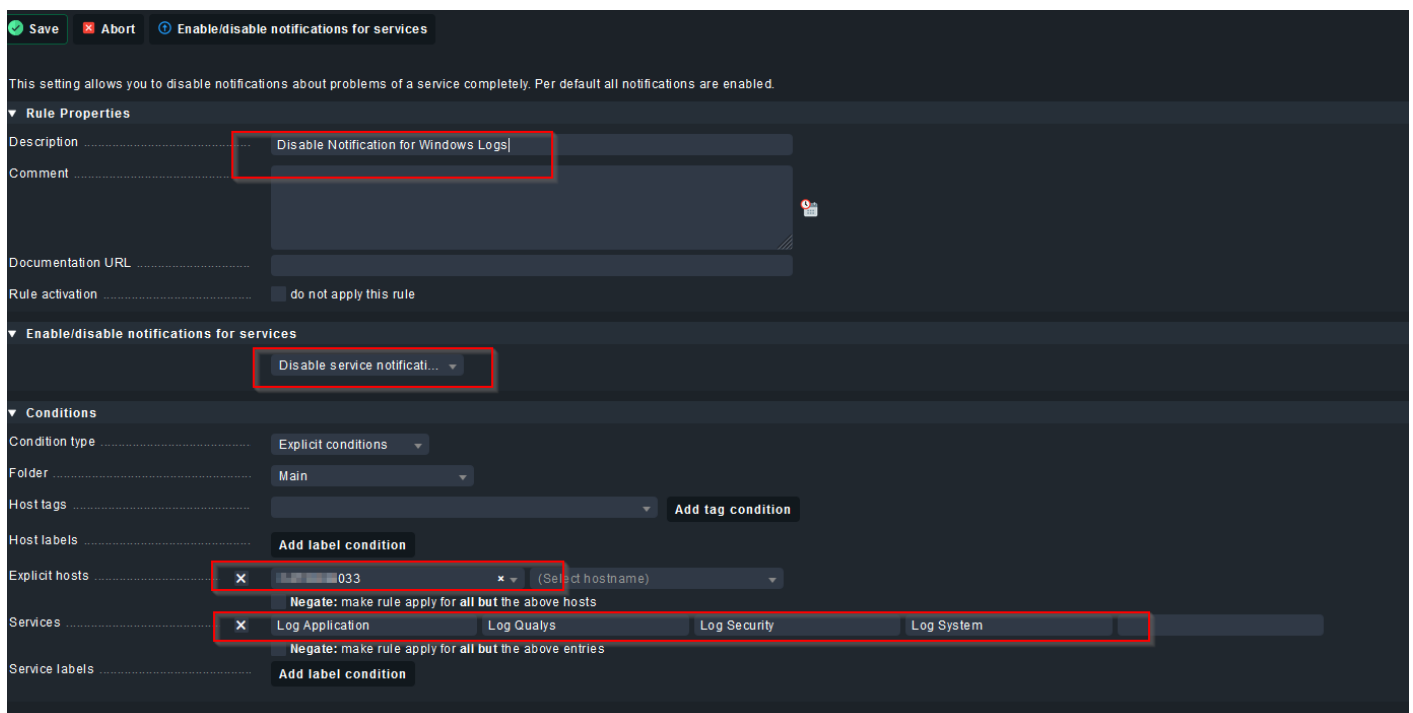 Save Abort Enable/disable notifications for services
This setting allows you to disable notifications about problems of a service completely. Per default all notifications are enabled.
Rule Properties
Description Disable Notification for Windows Logs
Comment
Documentation URL
Rule activation do not apply this rule
Enable/disable notifications for services
Disable service notificati...
Conditions
Condition type Explicit conditions
Folder Main
Host tags Add tag condition
Host labels Add label condition
Explicit hosts 033 (Select hostname)
Negate: make rule apply for all but the above hosts
Services Log Application Log Qualys Log Security Log System
Negate: make rule apply for all but the above entries
Service labels Add label condition